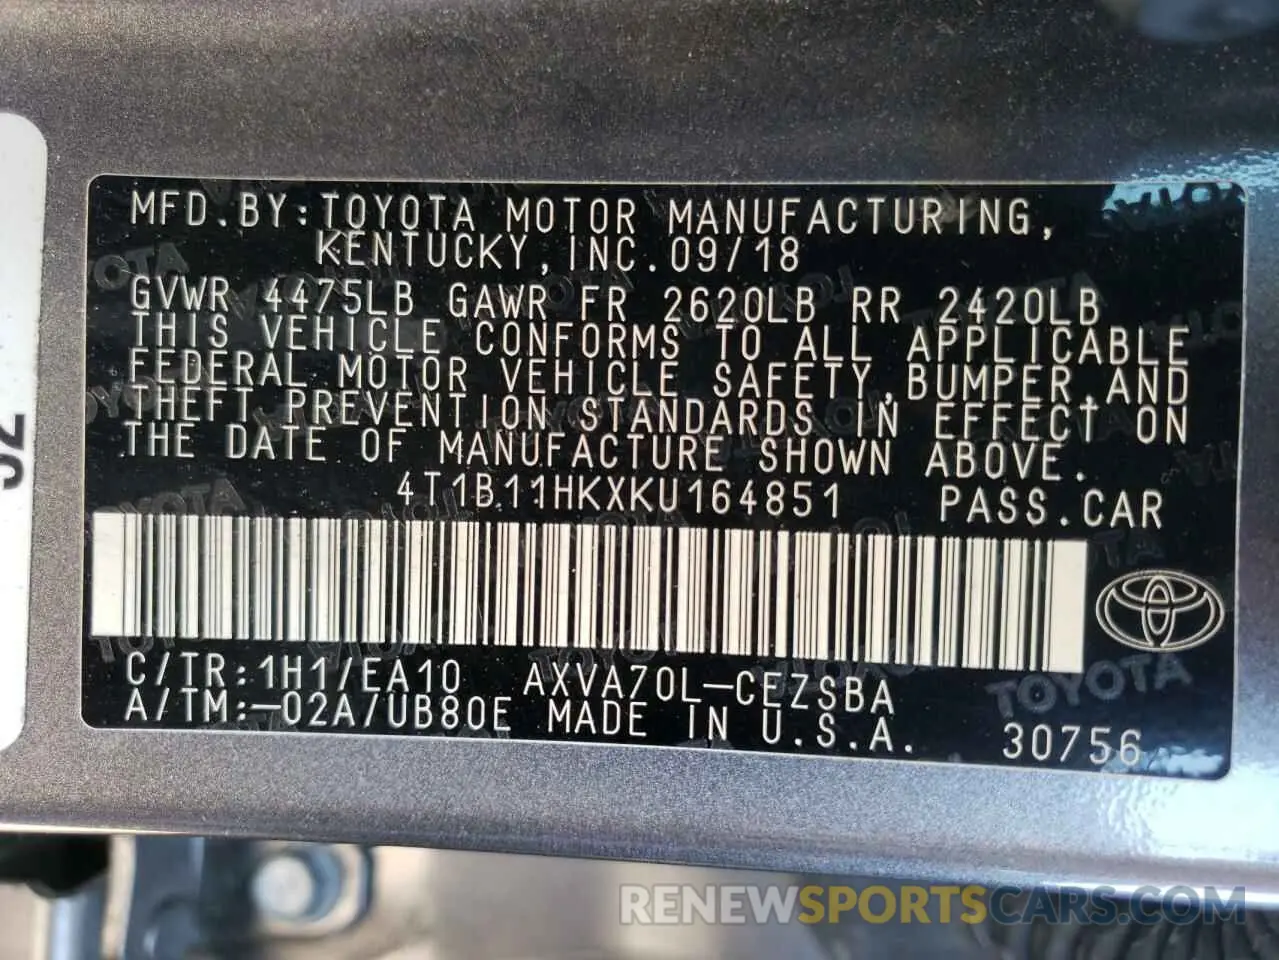 MFD.BY:TOYOTA MOTOR MANUFACTURING,
KENTUCKY,INC.09/18
GVWR 4475LB GAWR FR 2620LB RR 2420LB
THIS VEHICLE CONFORMS TO ALL APPLICABLE
FEDERAL MOTOR VEHICLE SAFETY,BUMPER,AND
THEFT PREVENTION STANDARDS IN EFFECT ON
THE DATE OF MANUFACTURE SHOWN ABOVE.
4T1B11HKXKU164851 PASS.CAR
C/TR:1H1/EA10 AXVA70L-CEZSBA
A/TM:-02A/UB80E MADE IN U.S.A. 30756
TOYOTA
RENEWSPORTSCARS.COM